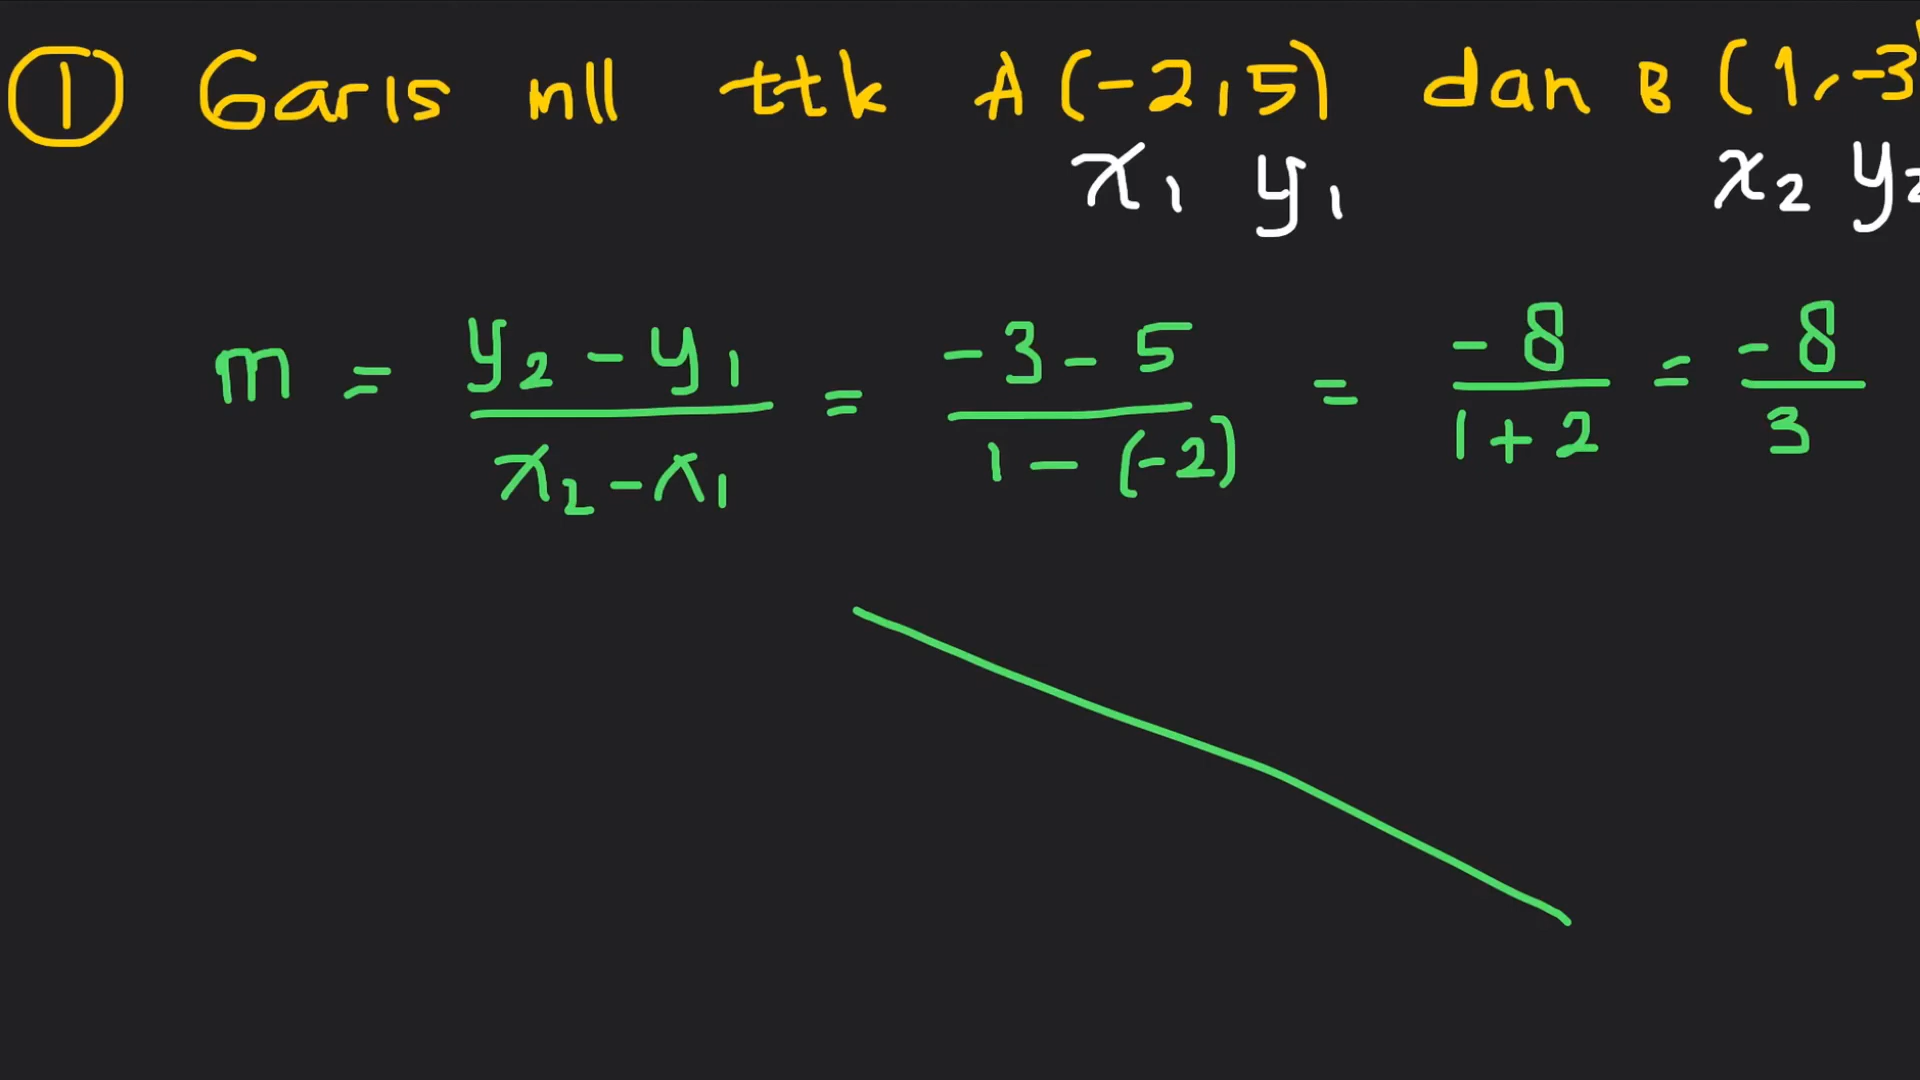 ① Garis mll ttk A(-2,5) dan B (1,-3)
x₁ y₁ x₂ y₂
m = y₂ - y₁ / x₂ - x₁ = -3 - 5 / 1 - (-2) = -8 / 1 + 2 = -8 / 3